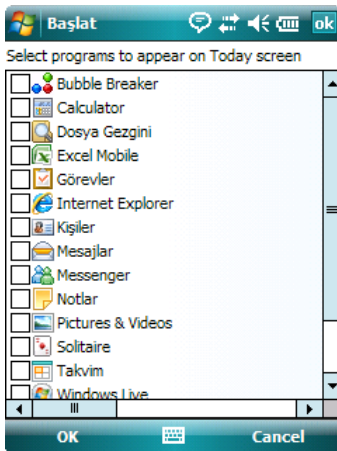 Başlat ok
Select programs to appear on Today screen
Bubble Breaker
Calculator
Dosya Gezgini
Excel Mobile
Görevler
Internet Explorer
Kişiler
Mesajlar
Messenger
Notlar
Pictures & Videos
Solitaire
Takvim
Windows Live
OK Cancel